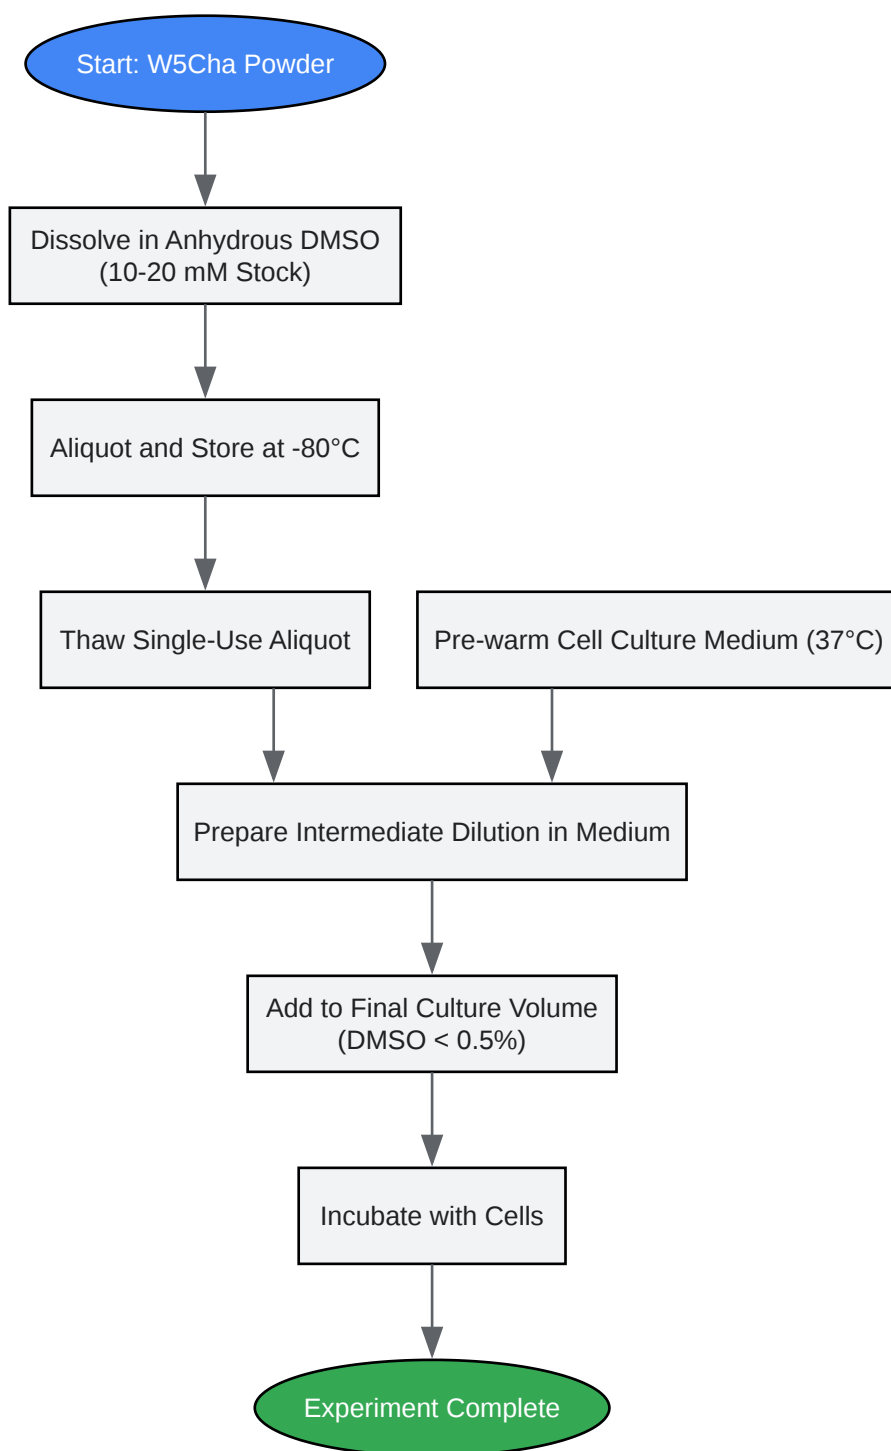 Start: W5Cha Powder
Dissolve in Anhydrous DMSO
(10-20 mM Stock)
Aliquot and Store at -80°C
Thaw Single-Use Aliquot
Pre-warm Cell Culture Medium (37°C)
Prepare Intermediate Dilution in Medium
Add to Final Culture Volume
(DMSO < 0.5%)
Incubate with Cells
Experiment Complete